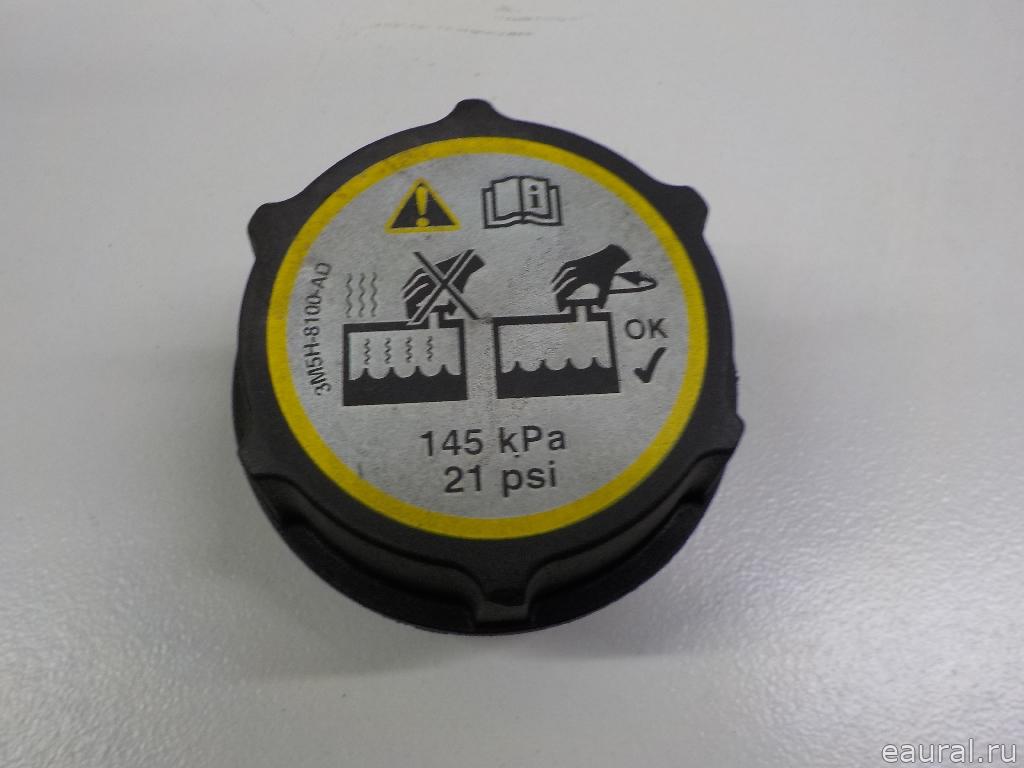 i
3M5H-8100-AD
OK
145 kPa
21 psi
eaural.ru